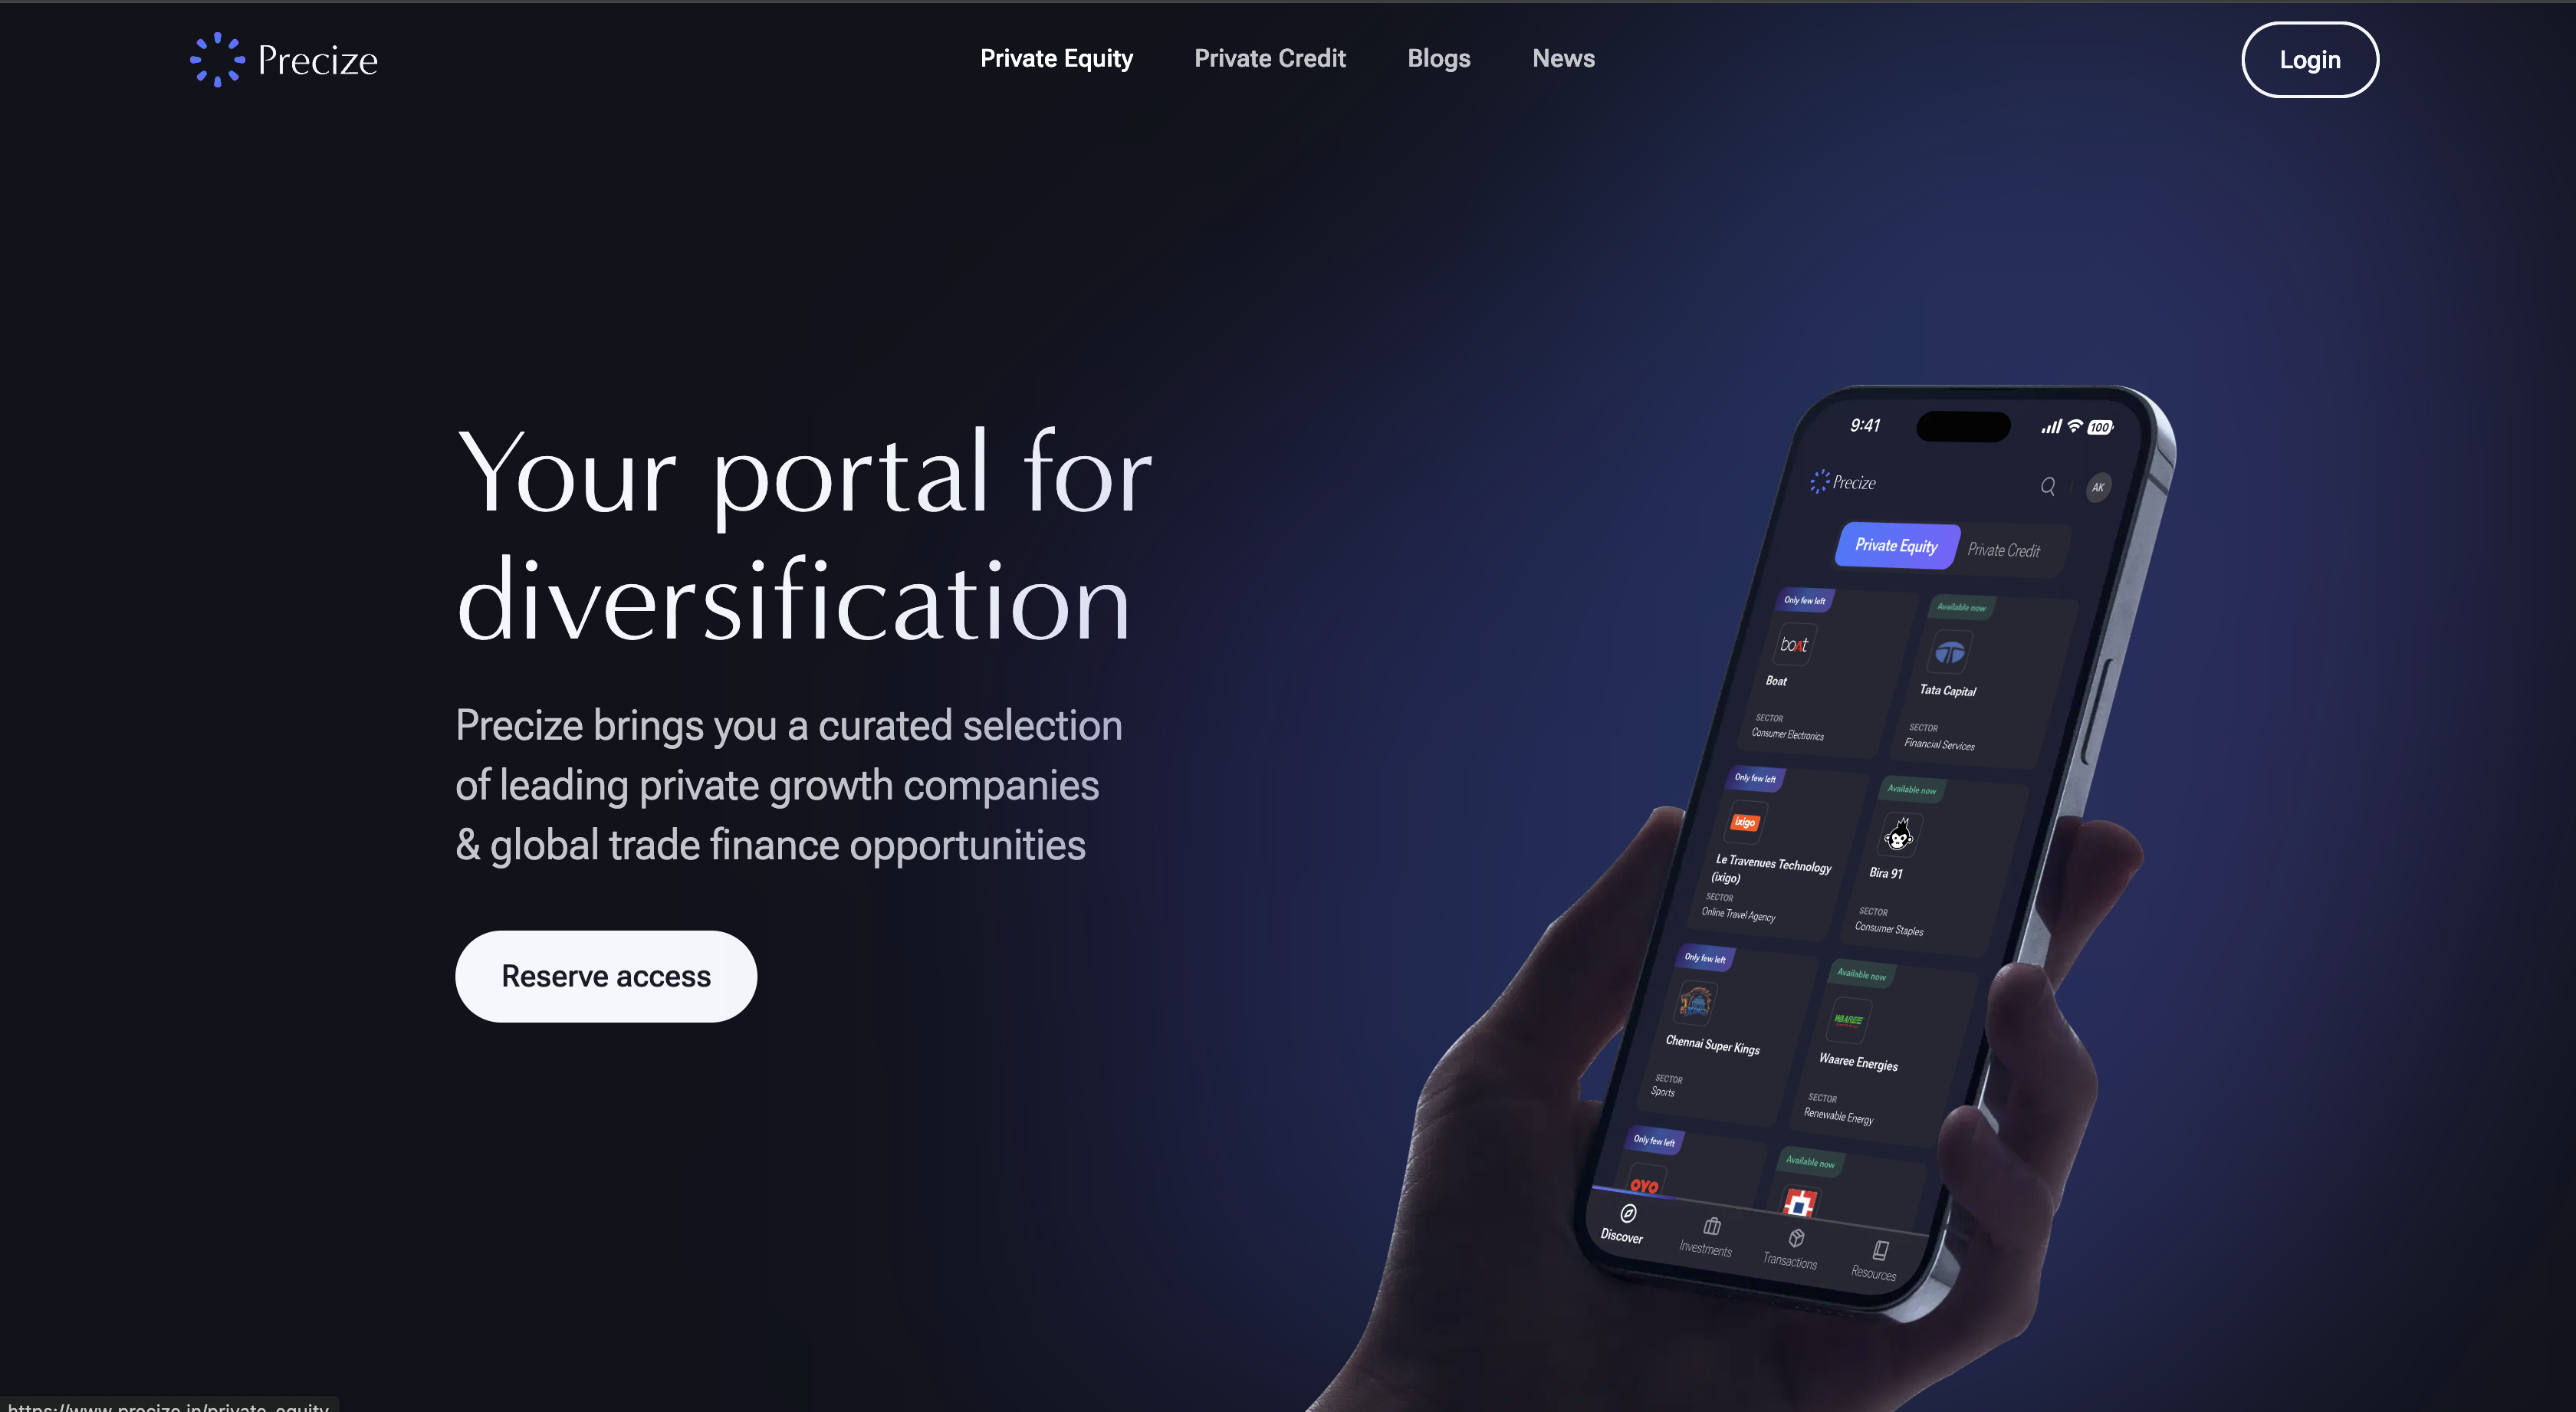 Precize
Private Equity
Private Credit
Blogs
News
Login
Your portal for
diversification
Precize brings you a curated selection
of leading private growth companies
& global trade finance opportunities
Reserve access
9:41
100
Precize
AK
Private Equity
Private Credit
Only few left
boAt
Boat
SECTOR
Consumer Electronics
Available now
Tata Capital
SECTOR
Financial Services
Only few left
ixigo
Le Travenues Technology
(ixigo)
SECTOR
Online Travel Agency
Available now
Bira 91
SECTOR
Consumer Staples
Only few left
Chennai Super Kings
SECTOR
Sports
Available now
WAAREE
Waaree Energies
SECTOR
Renewable Energy
Only few left
OYO
Available now
Discover
Investments
Transactions
Resources
https://www.precize.in/private-equity